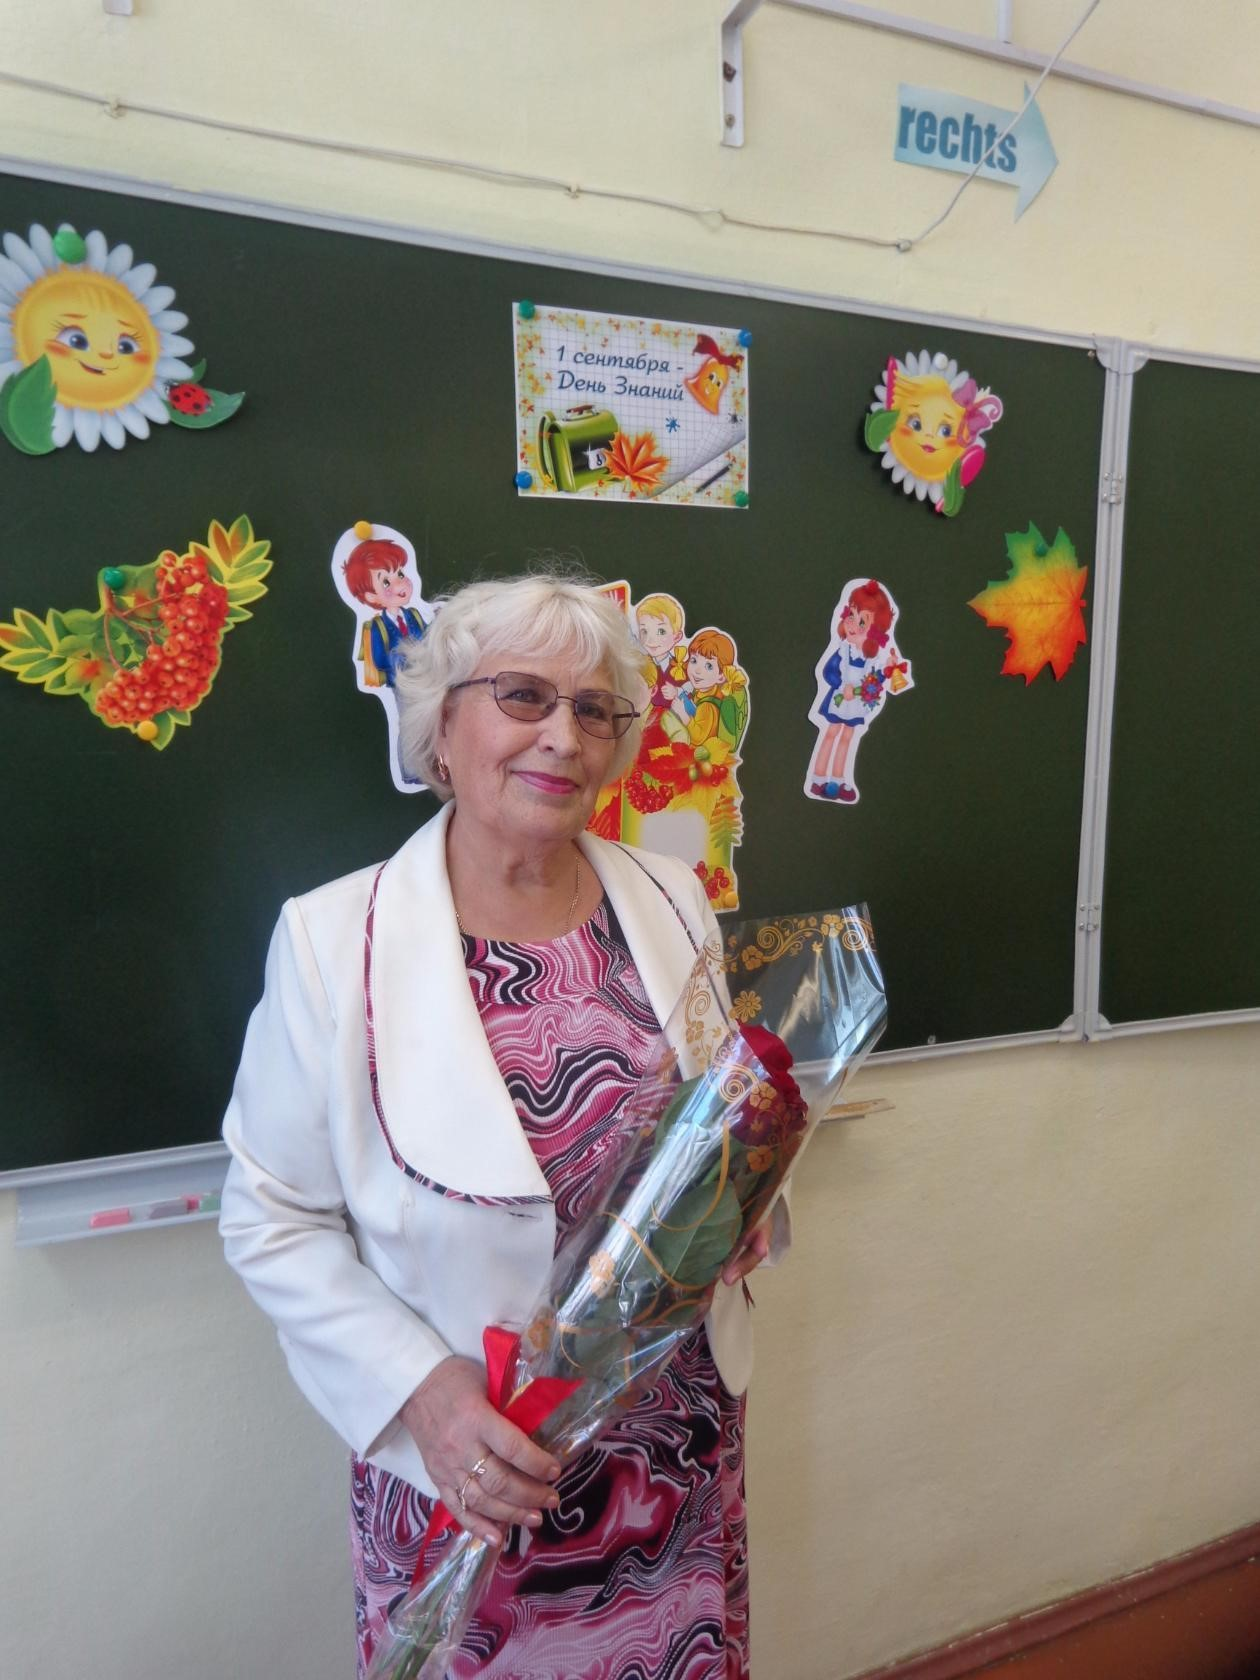 rechts
1 сентября -
День Знаний